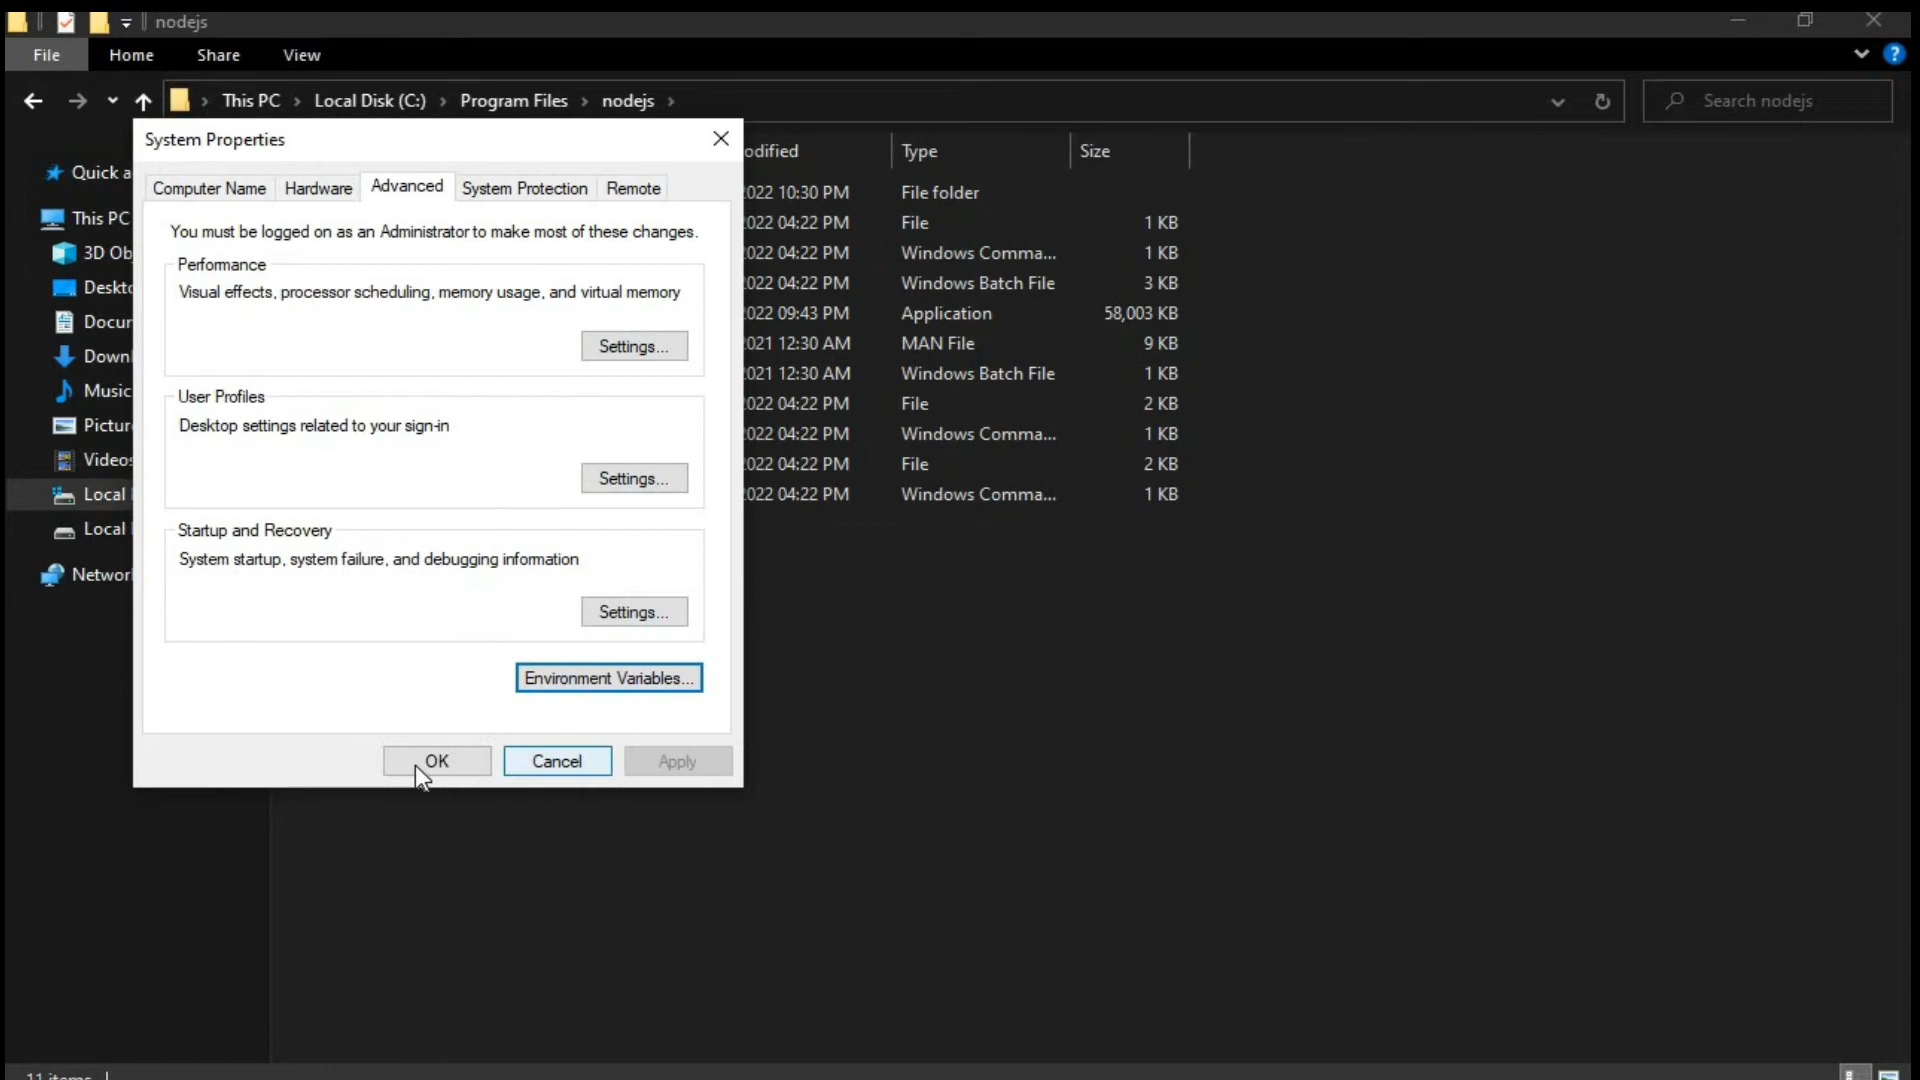 nodejs
File Home Share View
This PC Local Disk (C:) Program Files nodejs
Search nodejs
System Properties
Computer Name Hardware Advanced System Protection Remote
You must be logged on as an Administrator to make most of these changes.
Performance
Visual effects, processor scheduling, memory usage, and virtual memory
Settings...
User Profiles
Desktop settings related to your sign-in
Settings...
Startup and Recovery
System startup, system failure, and debugging information
Settings...
Environment Variables...
OK Cancel Apply
Quick a
This PC
3D Ob
Deskto
Docur
Downl
Music
Pictur
Videos
Local
Local
Networ
odified Type Size
022 10:30 PM File folder
022 04:22 PM File 1 KB
022 04:22 PM Windows Comma... 1 KB
022 04:22 PM Windows Batch File 3 KB
022 09:43 PM Application 58,003 KB
2021 12:30 AM MAN File 9 KB
2021 12:30 AM Windows Batch File 1 KB
022 04:22 PM File 2 KB
022 04:22 PM Windows Comma... 1 KB
022 04:22 PM File 2 KB
022 04:22 PM Windows Comma... 1 KB
11 items